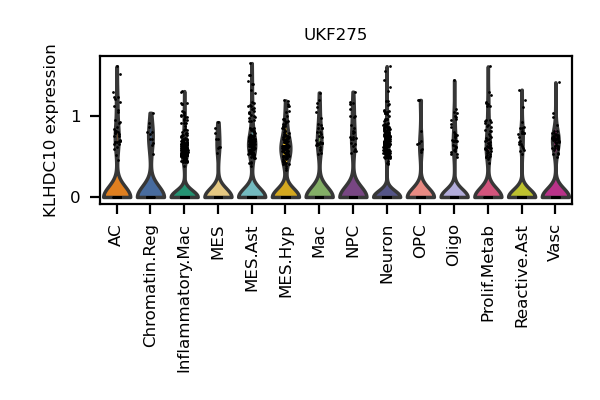 UKF275
KLHDC10 expression
1
0
AC
Chromatin.Reg
Inflammatory.Mac
MES
MES.Ast
MES.Hyp
Mac
NPC
Neuron
OPC
Oligo
Prolif.Metab
Reactive.Ast
Vasc